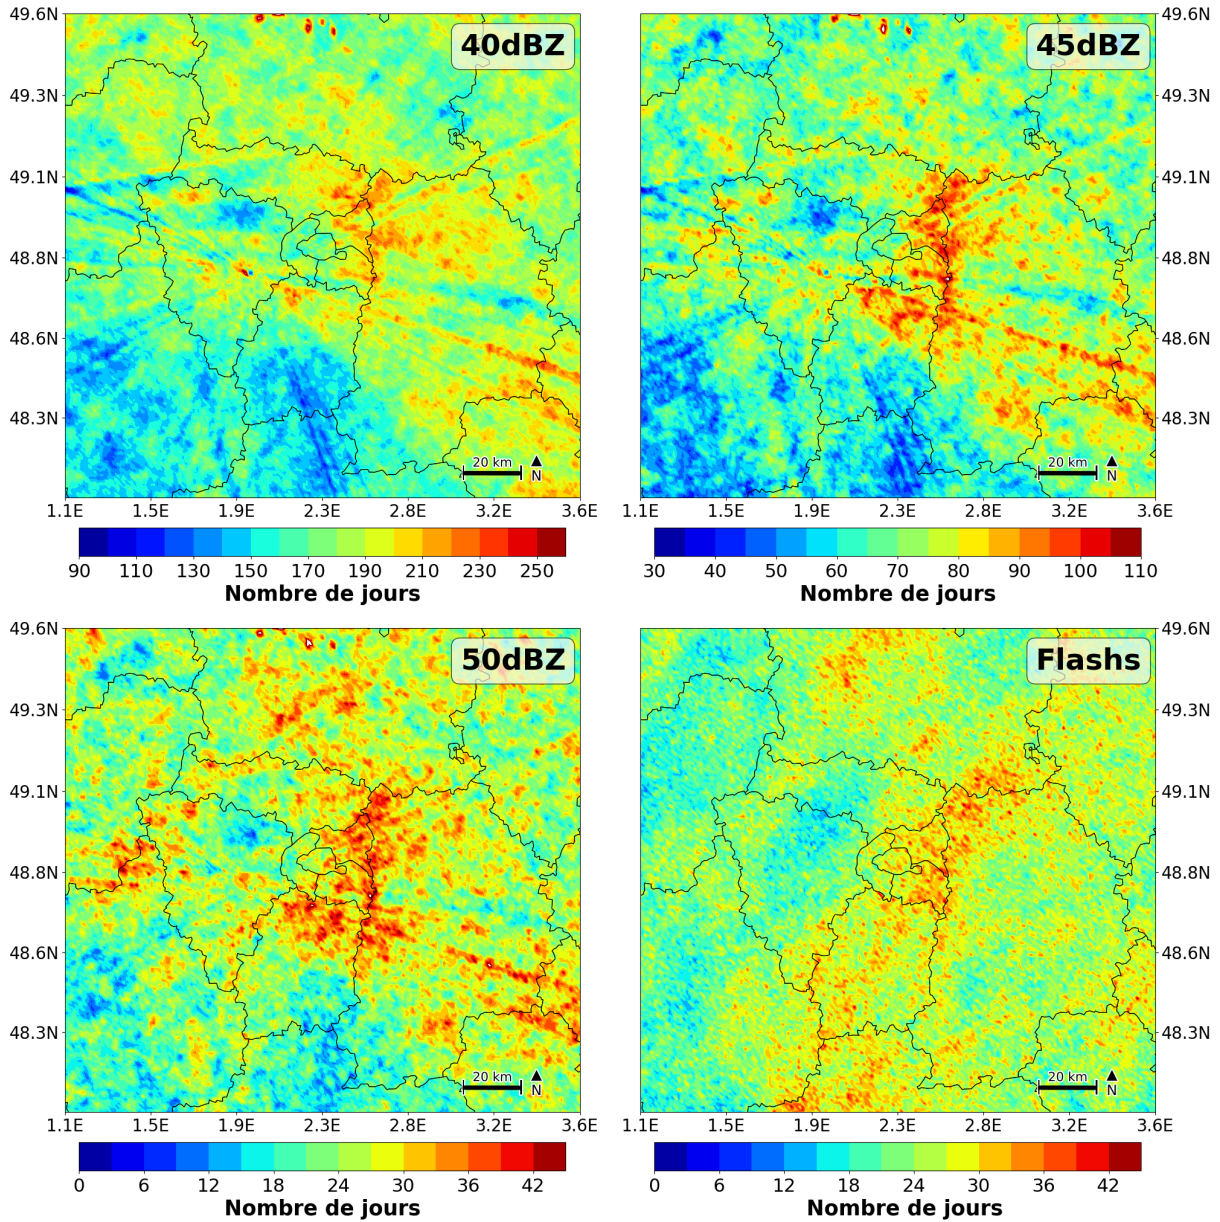 40dBZ
49.6N
49.3N
49.1N
48.8N
48.6N
48.3N
20 km
N
1.1E 1.5E 1.9E 2.3E 2.8E 3.2E 3.6E
90 110 130 150 170 190 210 230 250
Nombre de jours
45dBZ
49.6N
49.3N
49.1N
48.8N
48.6N
48.3N
20 km
N
1.1E 1.5E 1.9E 2.3E 2.8E 3.2E 3.6E
30 40 50 60 70 80 90 100 110
Nombre de jours
50dBZ
49.6N
49.3N
49.1N
48.8N
48.6N
48.3N
20 km
N
1.1E 1.5E 1.9E 2.3E 2.8E 3.2E 3.6E
0 6 12 18 24 30 36 42
Nombre de jours
Flashs
49.6N
49.3N
49.1N
48.8N
48.6N
48.3N
20 km
N
1.1E 1.5E 1.9E 2.3E 2.8E 3.2E 3.6E
0 6 12 18 24 30 36 42
Nombre de jours